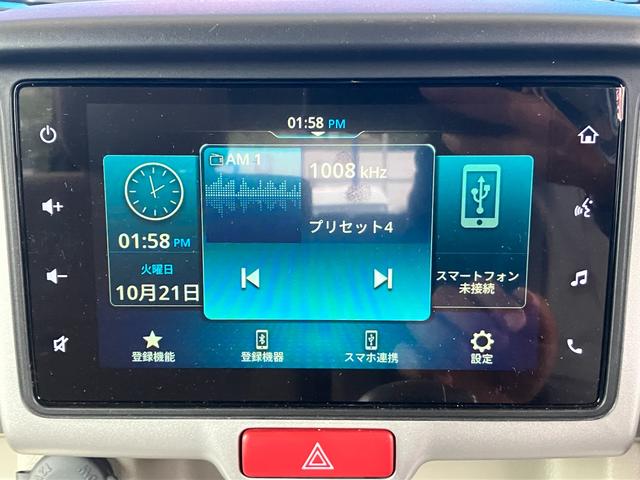 01:58 PM
AM 1
1008 kHz
プリセット4
01:58 PM
火曜日
10月21日
スマートフォン
未接続
登録機能
登録機器
スマホ連携
設定